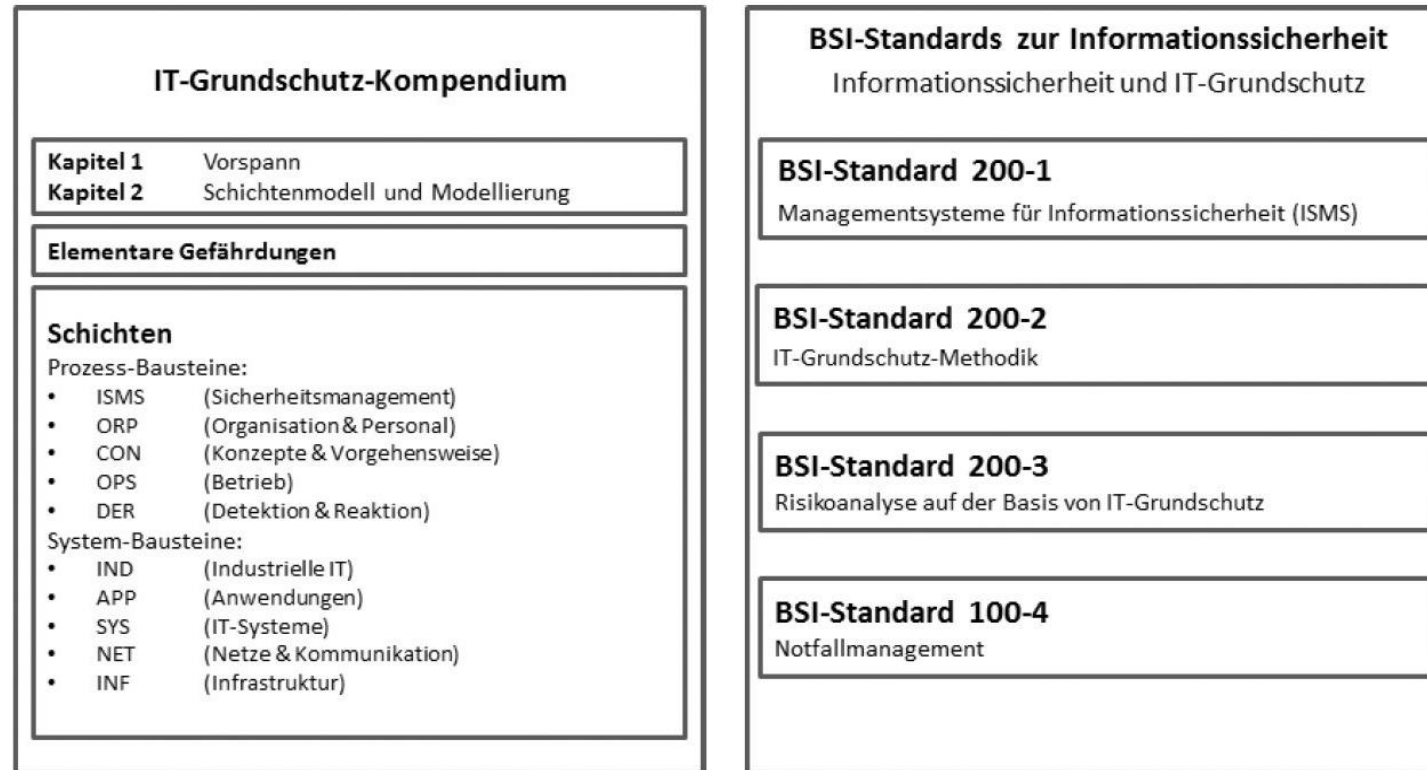 IT-Grundschutz-Kompendium
Kapitel 1 Vorspann
Kapitel 2 Schichtenmodell und Modellierung
Elementare Gefährdungen
Schichten
Prozess-Bausteine:
• ISMS (Sicherheitsmanagement)
• ORP (Organisation & Personal)
• CON (Konzepte & Vorgehensweise)
• OPS (Betrieb)
• DER (Detektion & Reaktion)
System-Bausteine:
• IND (Industrielle IT)
• APP (Anwendungen)
• SYS (IT-Systeme)
• NET (Netze & Kommunikation)
• INF (Infrastruktur)
BSI-Standards zur Informationssicherheit
Informationssicherheit und IT-Grundschutz
BSI-Standard 200-1
Managementsysteme für Informationssicherheit (ISMS)
BSI-Standard 200-2
IT-Grundschutz-Methodik
BSI-Standard 200-3
Risikoanalyse auf der Basis von IT-Grundschutz
BSI-Standard 100-4
Notfallmanagement